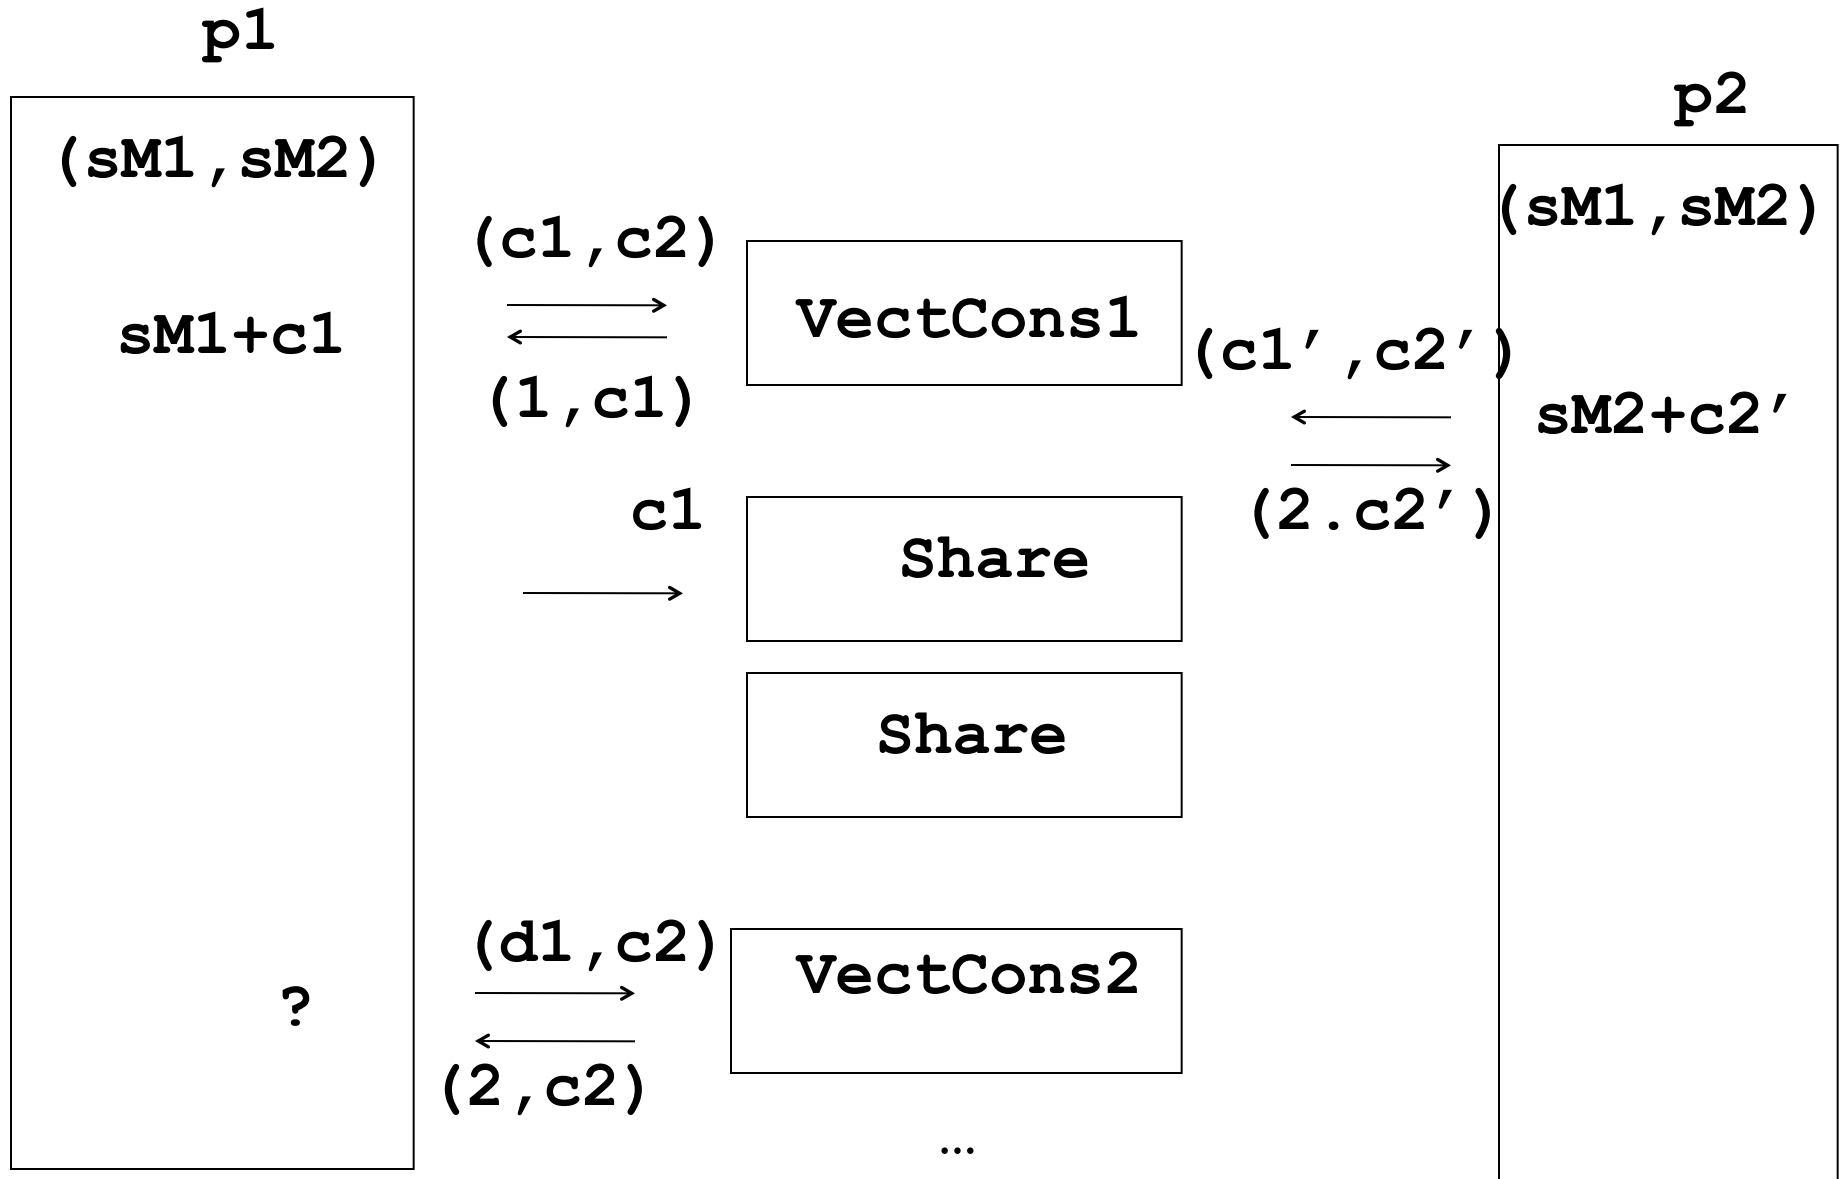 p1
p2
(sM1,sM2)
(sM1,sM2)
(c1,c2)
VectCons1
sM1+c1
(c1',c2')
(1,c1)
sM2+c2'
c1
(2.c2')
Share
Share
(d1,c2)
VectCons2
?
(2,c2)
…